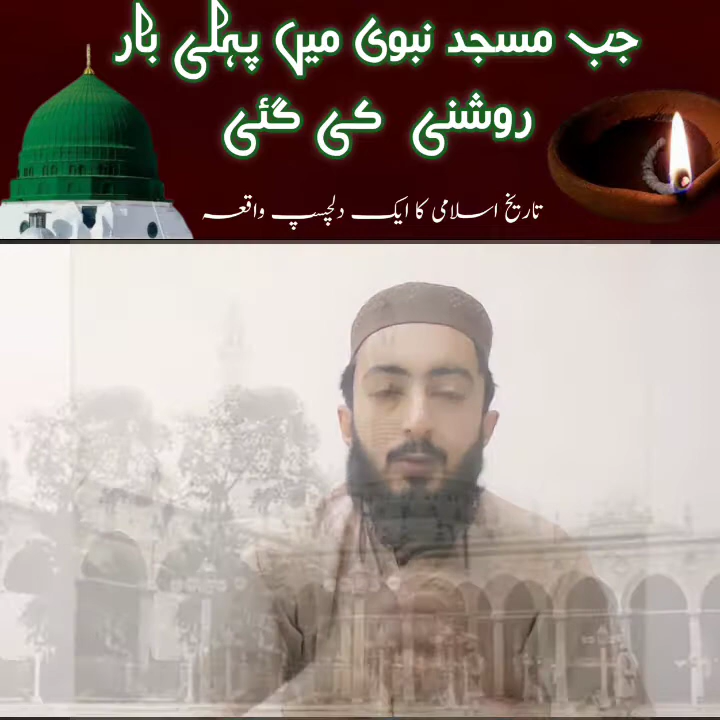 جب مسجد نبوی میں پہلی بار
روشنی کی گئی
تاریخ اسلامی کا ایک دلچسپ واقعہ